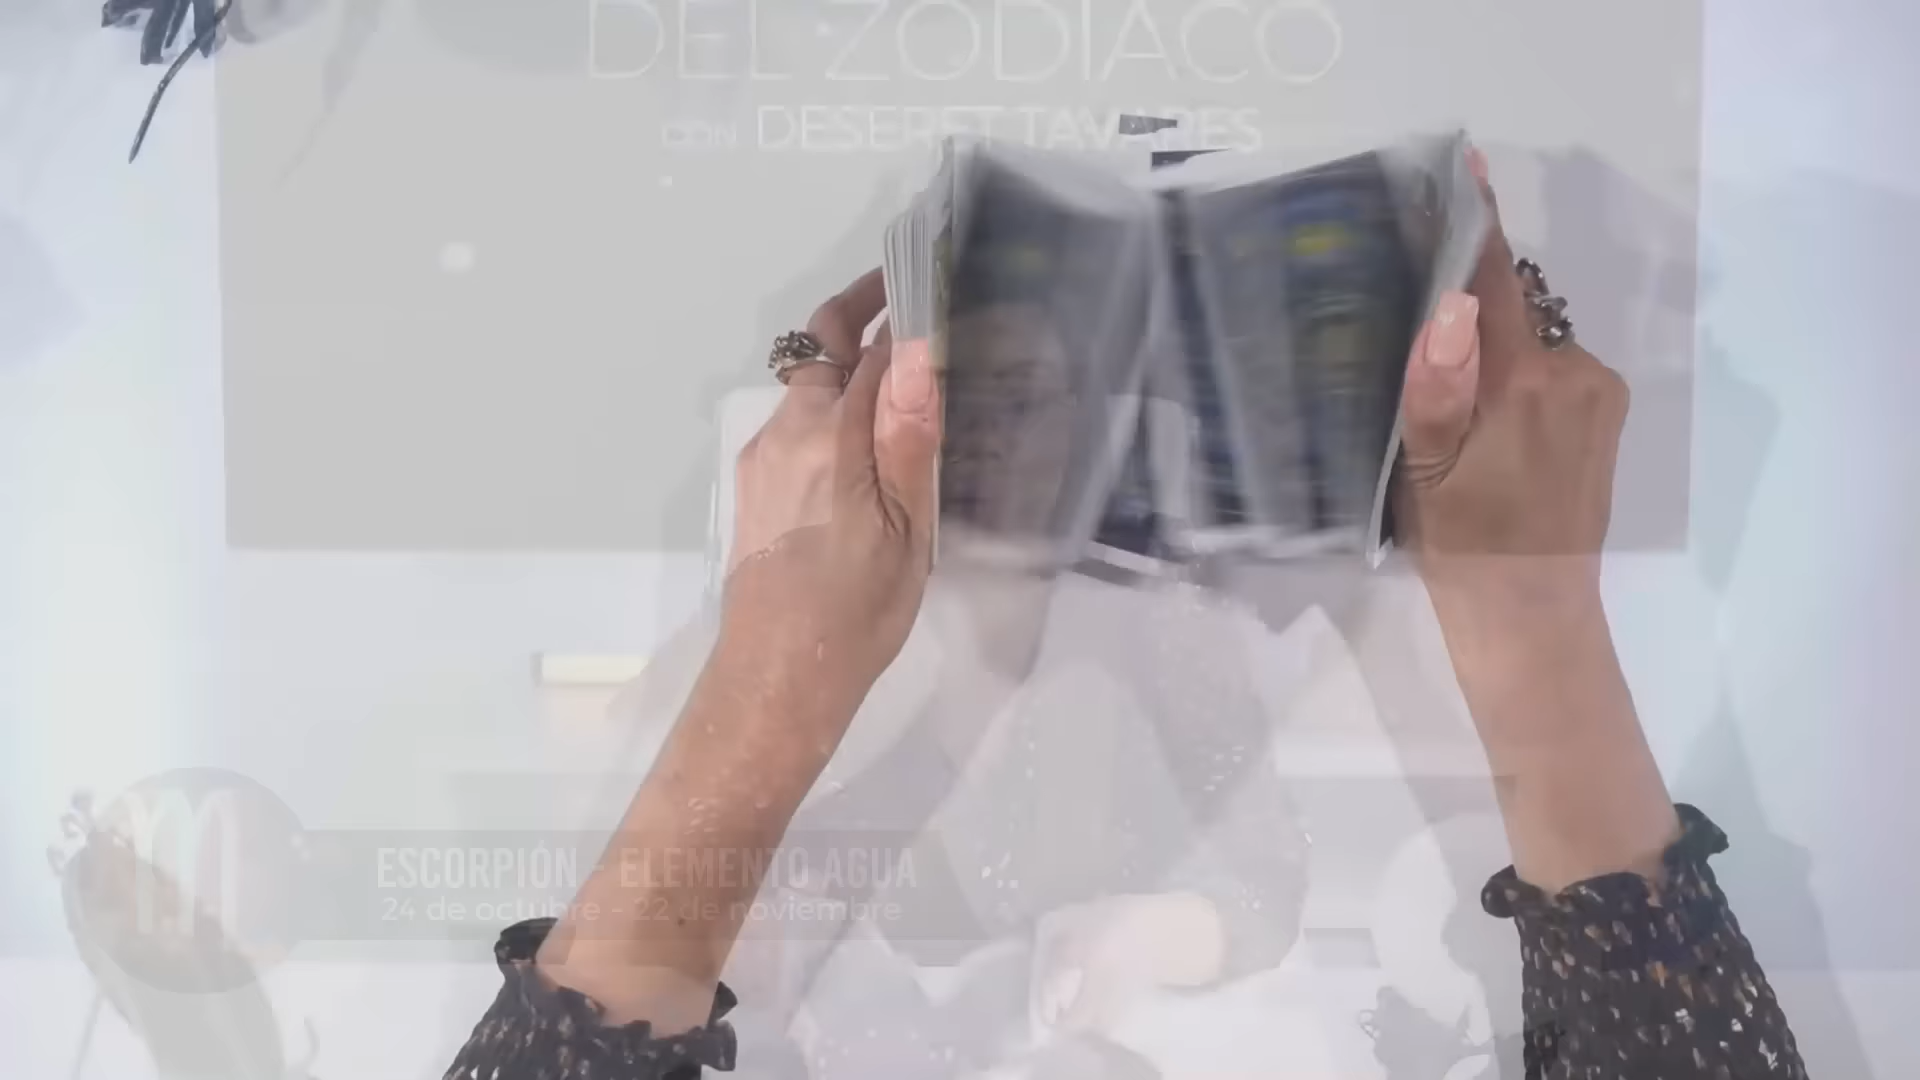 DEL ZODIACO
CON DESERET TAVARES
ESCORPIÓN - ELEMENTO AGUA
24 de octubre - 22 de noviembre